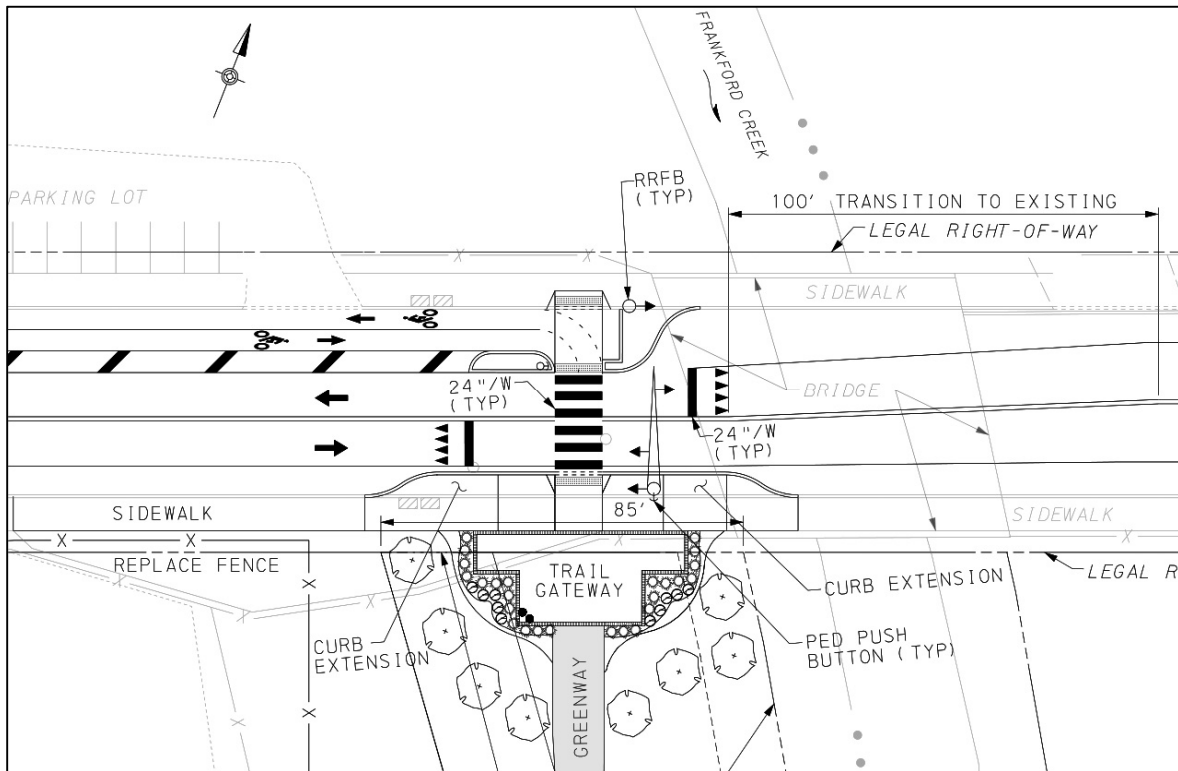 FRANKFORD CREEK
PARKING LOT
RRFB
(TYP)
100' TRANSITION TO EXISTING
LEGAL RIGHT-OF-WAY
SIDEWALK
24"/W
(TYP)
BRIDGE
24"/W
(TYP)
85'
SIDEWALK
SIDEWALK
REPLACE FENCE
TRAIL
GATEWAY
CURB EXTENSION
LEGAL R
CURB
EXTENSION
PED PUSH
BUTTON (TYP)
GREENWAY